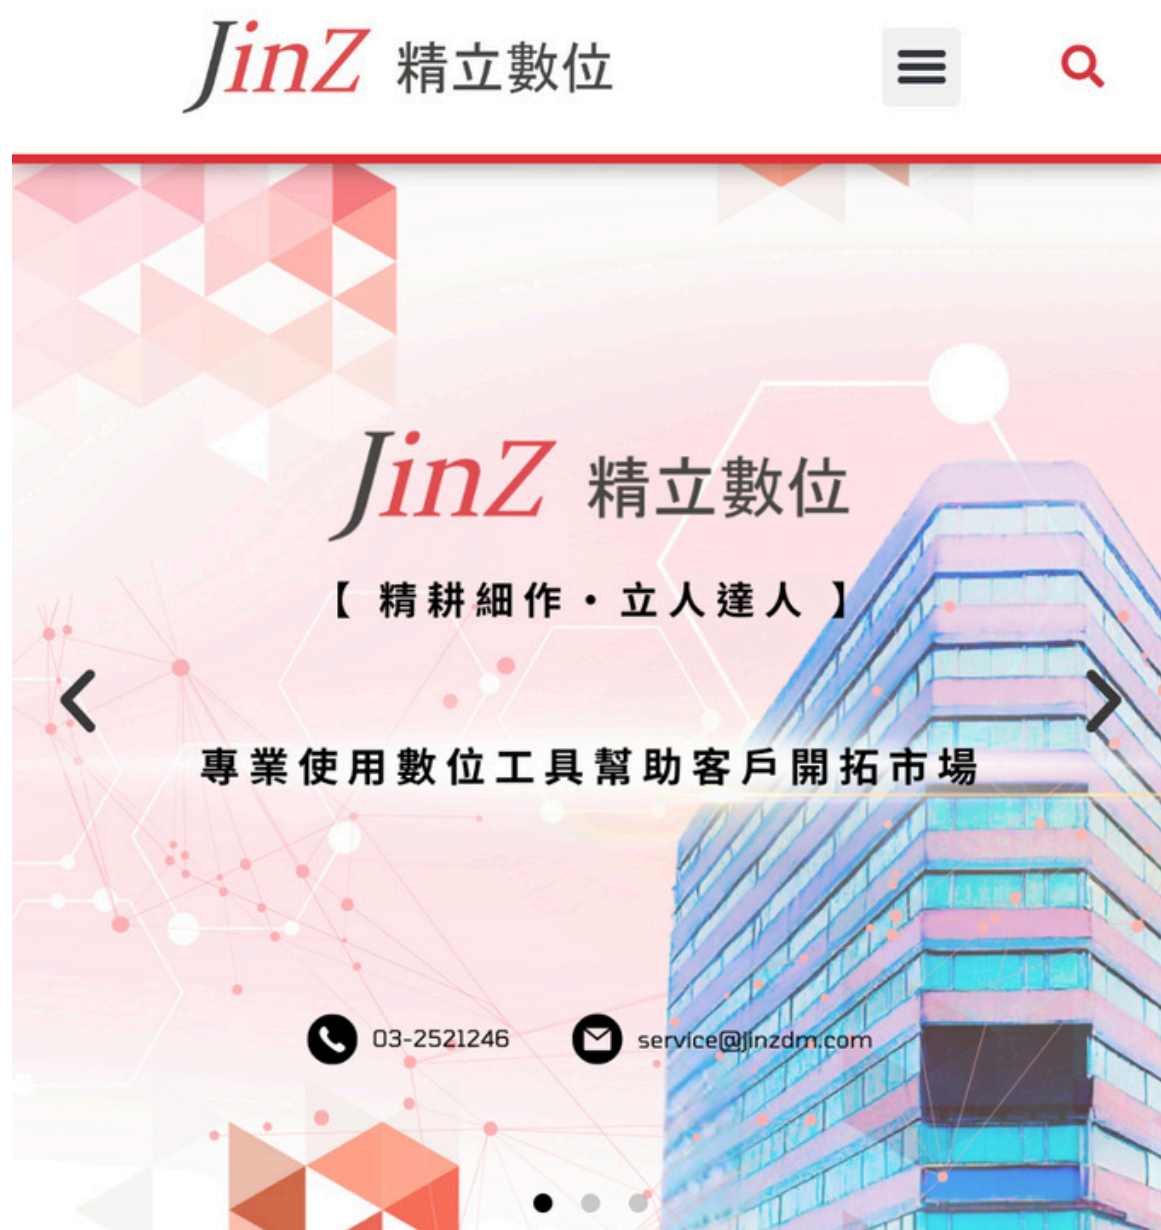 JinZ 精立數位
JinZ 精立數位
【 精耕細作・立人達人 】
專業使用數位工具幫助客戶開拓市場
03-2521246
service@jinzdm.com